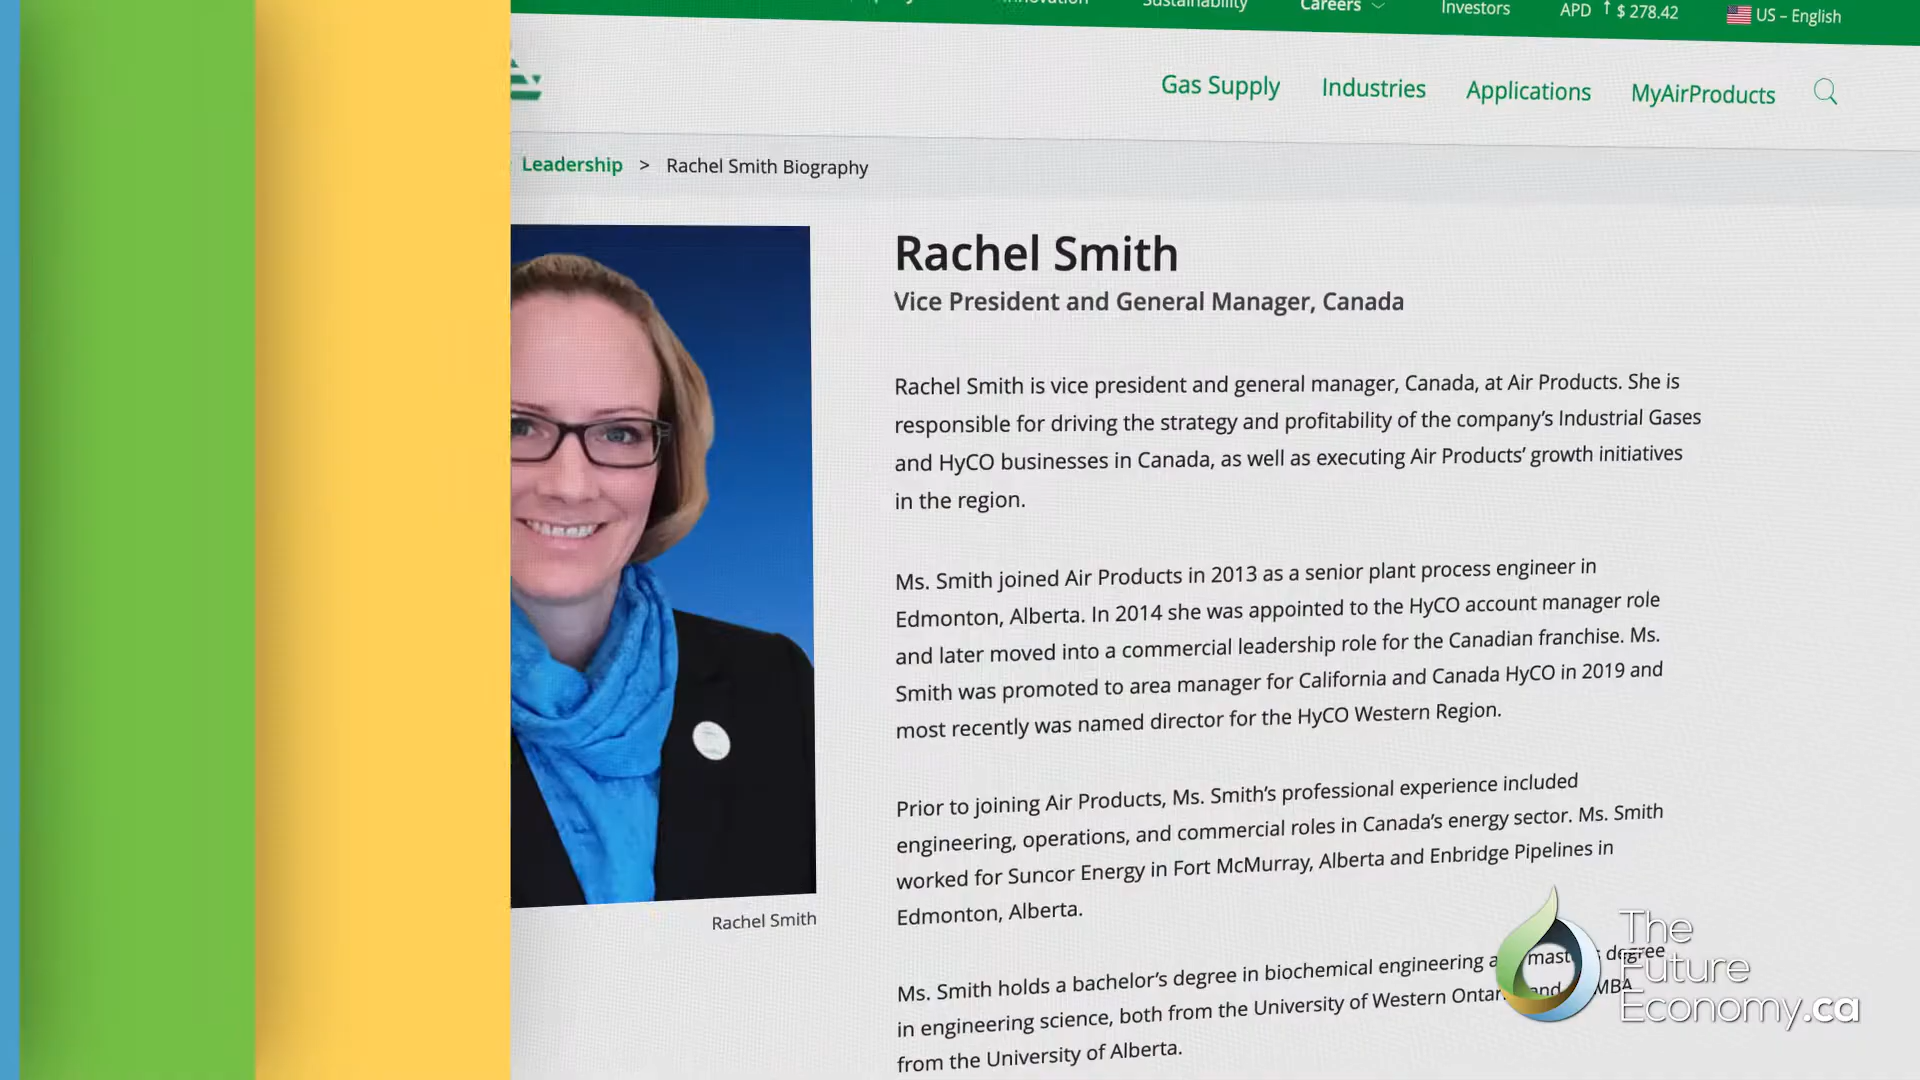 Sustainability
Careers
Investors
APD ↑ $ 278.42
US – English
Gas Supply
Industries
Applications
MyAirProducts
Leadership > Rachel Smith Biography
Rachel Smith
Vice President and General Manager, Canada
Rachel Smith is vice president and general manager, Canada, at Air Products. She is
responsible for driving the strategy and profitability of the company’s Industrial Gases
and HyCO businesses in Canada, as well as executing Air Products’ growth initiatives
in the region.
Ms. Smith joined Air Products in 2013 as a senior plant process engineer in
Edmonton, Alberta. In 2014 she was appointed to the HyCO account manager role
and later moved into a commercial leadership role for the Canadian franchise. Ms.
Smith was promoted to area manager for California and Canada HyCO in 2019 and
most recently was named director for the HyCO Western Region.
Prior to joining Air Products, Ms. Smith’s professional experience included
engineering, operations, and commercial roles in Canada’s energy sector. Ms. Smith
worked for Suncor Energy in Fort McMurray, Alberta and Enbridge Pipelines in
Edmonton, Alberta.
Rachel Smith
Ms. Smith holds a bachelor’s degree in biochemical engineering degree
in engineering science, both from the University of Western and MBA
from the University of Alberta.
The
Future
Economy.ca